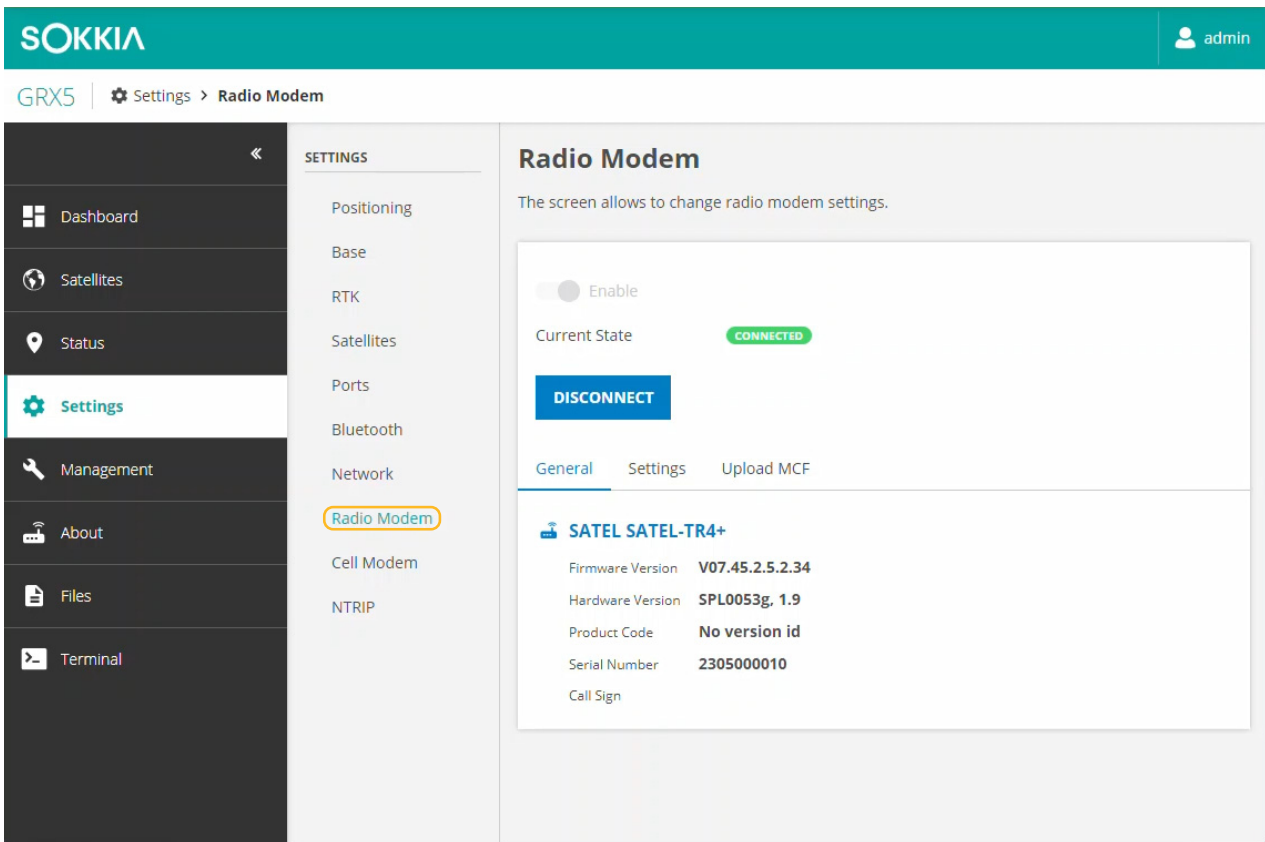 SOKKIA
admin
GRX5 Settings > Radio Modem
«
Dashboard
Satellites
Status
Settings
Management
About
Files
Terminal
SETTINGS
Positioning
Base
RTK
Satellites
Ports
Bluetooth
Network
Radio Modem
Cell Modem
NTRIP
Radio Modem
The screen allows to change radio modem settings.
Enable
Current State CONNECTED
DISCONNECT
General Settings Upload MCF
SATEL SATEL-TR4+
Firmware Version V07.45.2.5.2.34
Hardware Version SPL0053g, 1.9
Product Code No version id
Serial Number 2305000010
Call Sign